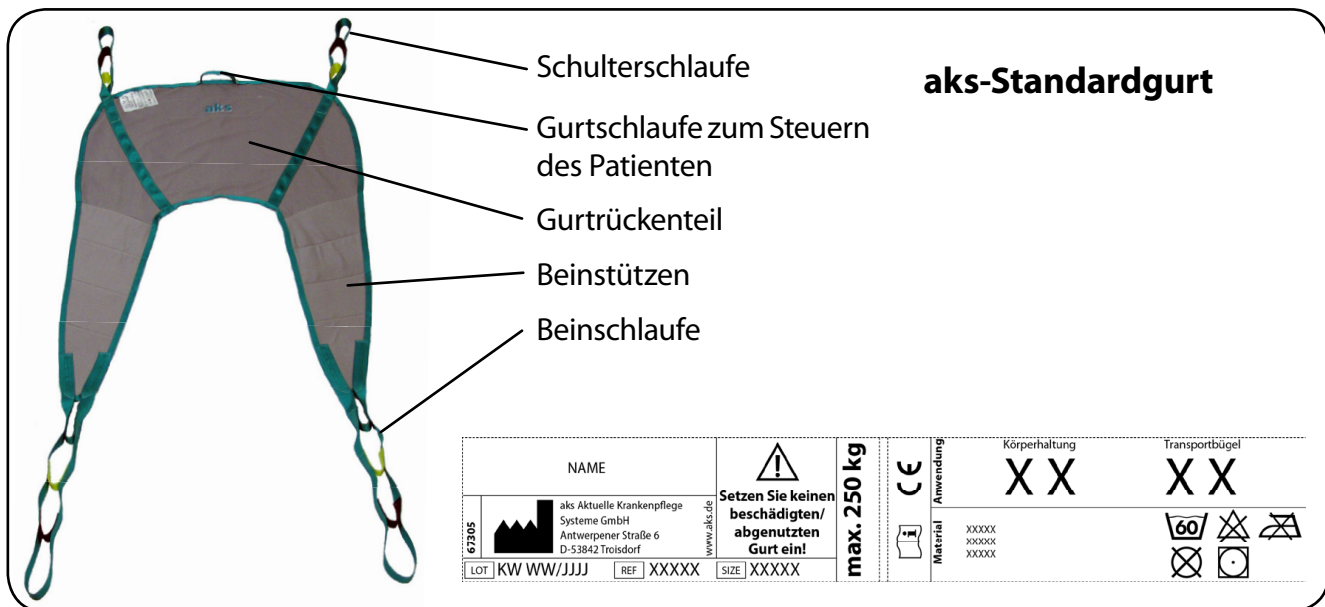 aks
Schulterschlaufe
Gurtschlaufe zum Steuern
des Patienten
Gurtrückenteil
Beinstützen
Beinschlaufe
aks-Standardgurt
NAME
67305
aks Aktuelle Krankenpflege
Systeme GmbH
Antwerpener Straße 6
D-53842 Troisdorf
www.aks.de
LOT KW WW/JJJJ REF XXXXX SIZE XXXXX
Setzen Sie keinen
beschädigten/
abgenutzten
Gurt ein!
max. 250 kg
CE
Anwendung
Körperhaltung
X X
Transportbügel
X X
Material
XXXXX
XXXXX
XXXXX
60